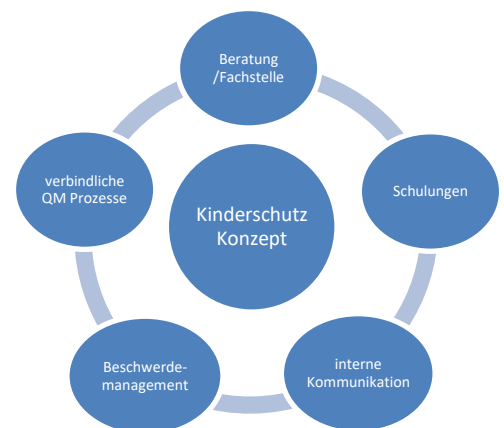 Beratung
/Fachstelle
verbindliche
QM Prozesse
Schulungen
Kinderschutz
Konzept
Beschwerde-
management
interne
Kommunikation